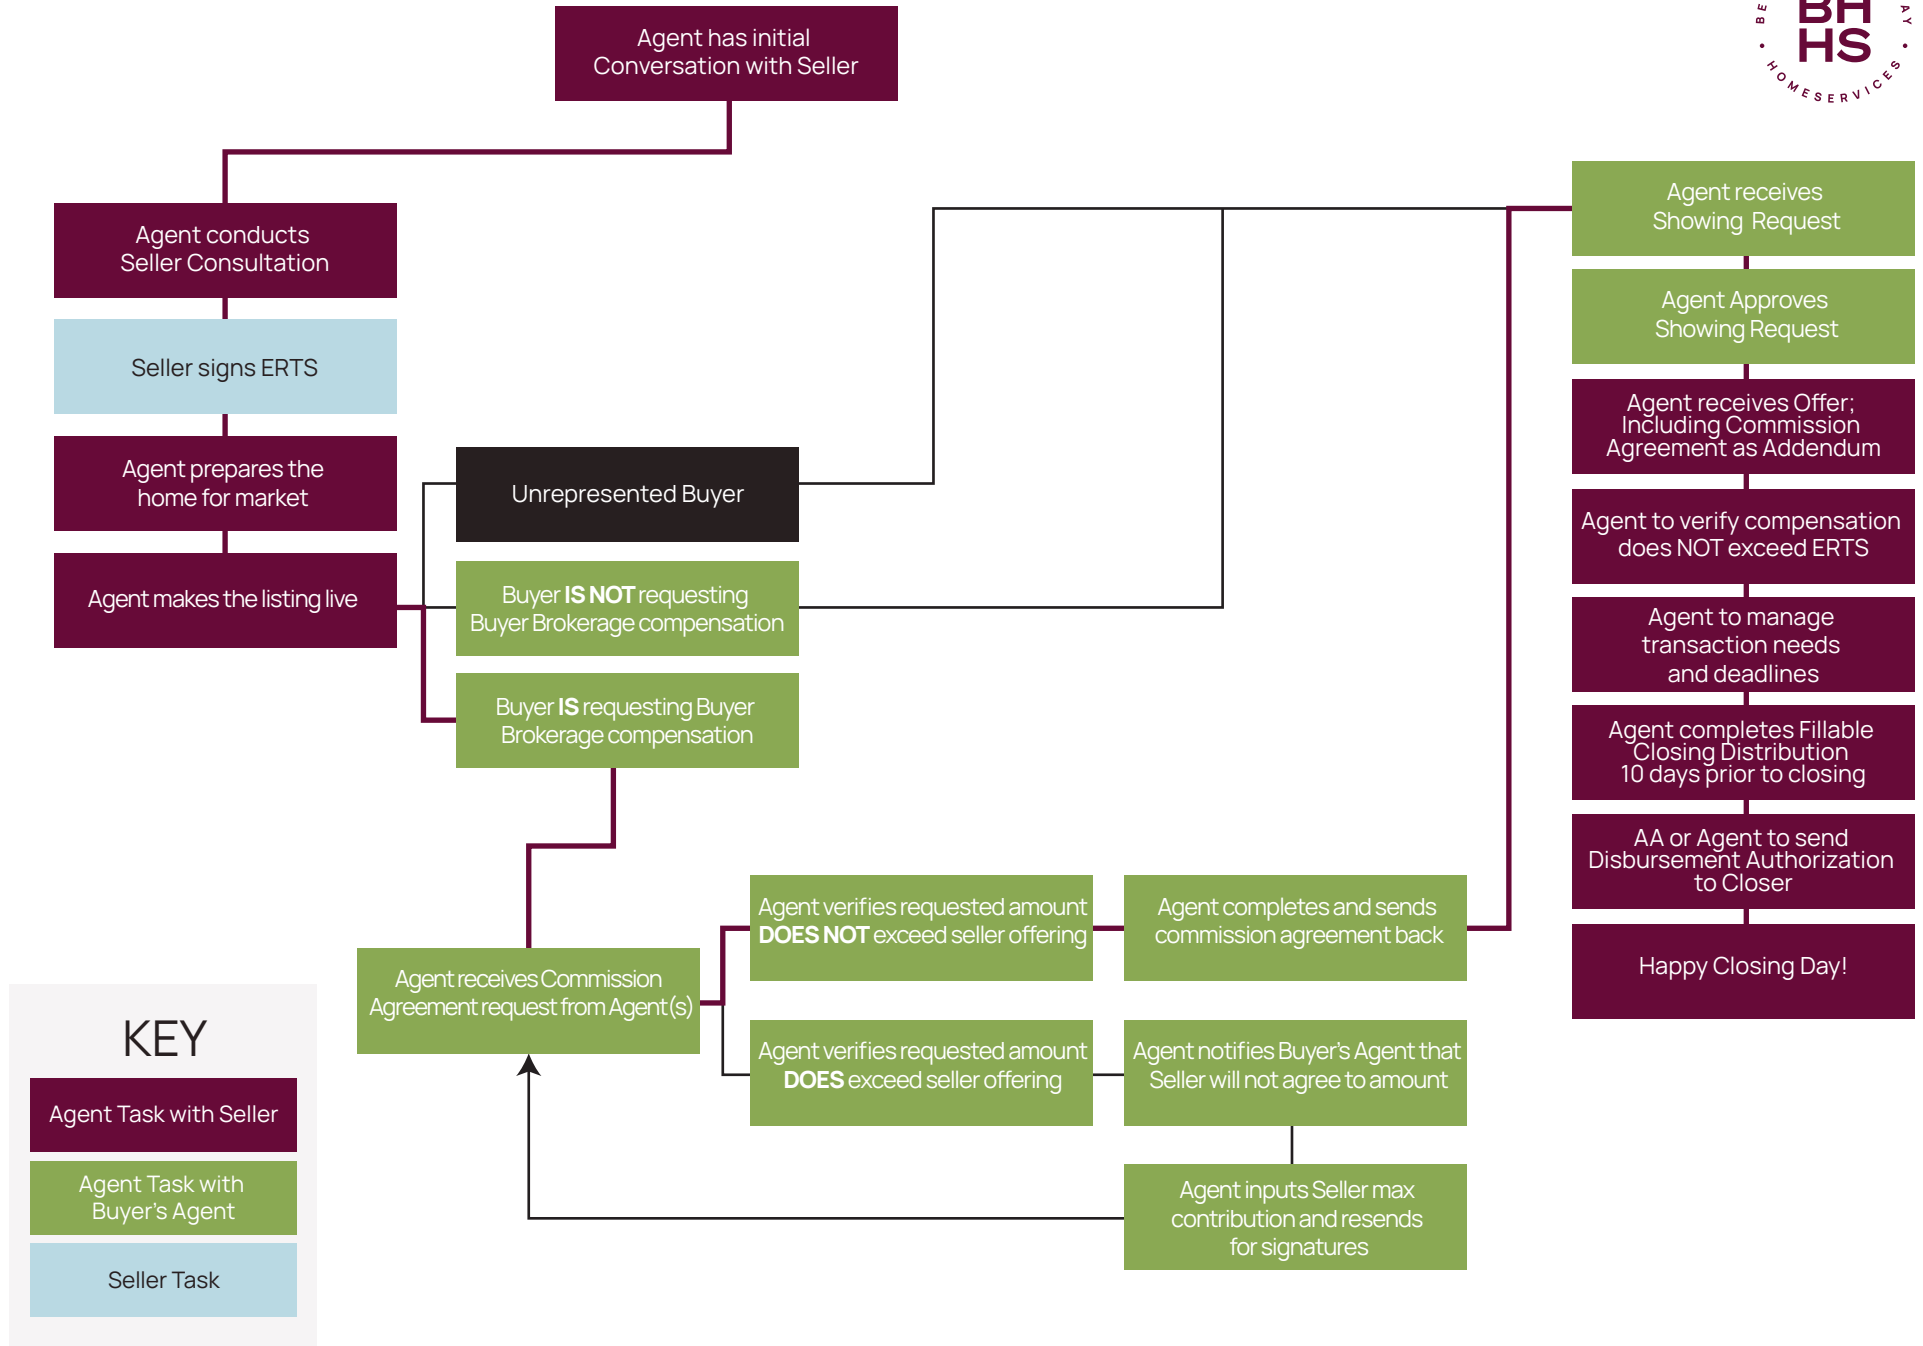 Agent has initial
Conversation with Seller
BH
HS
HOMESERVICES
Agent conducts
Seller Consultation
Seller signs ERTS
Agent prepares the
home for market
Agent makes the listing live
Unrepresented Buyer
Buyer IS NOT requesting
Buyer Brokerage compensation
Buyer IS requesting Buyer
Brokerage compensation
Agent receives Commission
Agreement request from Agent(s)
Agent verifies requested amount
DOES NOT exceed seller offering
Agent completes and sends
commission agreement back
Agent verifies requested amount
DOES exceed seller offering
Agent notifies Buyer's Agent that
Seller will not agree to amount
Agent inputs Seller max
contribution and resends
for signatures
Agent receives
Showing Request
Agent Approves
Showing Request
Agent receives Offer;
Including Commission
Agreement as Addendum
Agent to verify compensation
does NOT exceed ERTS
Agent to manage
transaction needs
and deadlines
Agent completes Fillable
Closing Distribution
10 days prior to closing
AA or Agent to send
Disbursement Authorization
to Closer
Happy Closing Day!
KEY
Agent Task with Seller
Agent Task with
Buyer's Agent
Seller Task